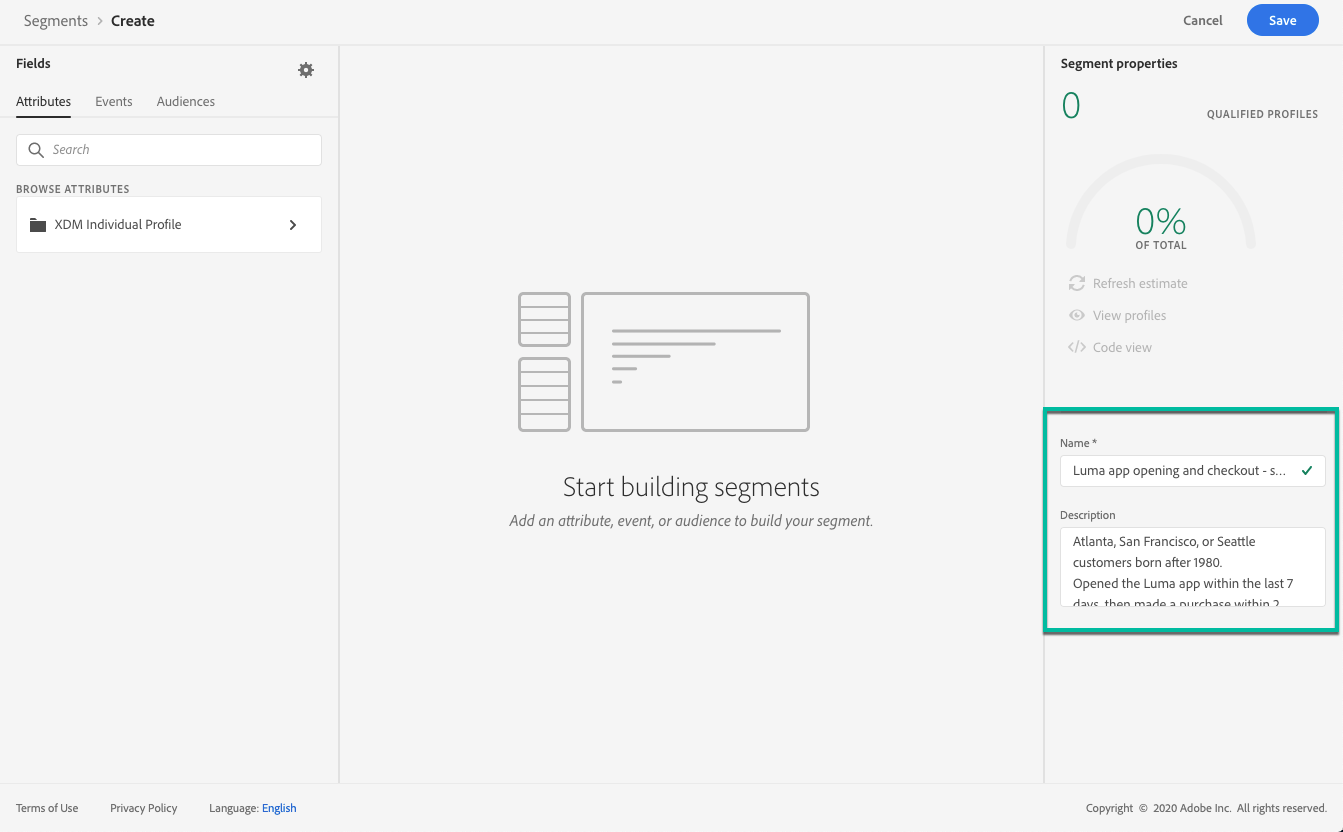 Segments > Create
Cancel
Save
Fields
Attributes
Events
Audiences
Search
BROWSE ATTRIBUTES
XDM Individual Profile
Start building segments
Add an attribute, event, or audience to build your segment.
Segment properties
0
QUALIFIED PROFILES
0%
OF TOTAL
Refresh estimate
View profiles
</> Code view
Name *
Luma app opening and checkout - s...
Description
Atlanta, San Francisco, or Seattle
customers born after 1980.
Opened the Luma app within the last 7
days, then made a purchase within 2
Terms of Use
Privacy Policy
Language: English
Copyright © 2020 Adobe Inc. All rights reserved.